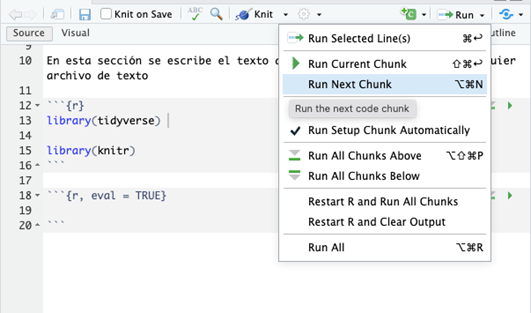 Knit on Save
ABC
Knit
Run
Source
Visual
utline
9
10 En esta sección se escribe el texto
uier
archivo de texto
11
12 ```{r}
13 library(tidyverse)
14
15 library(knitr)
16 ```
17
18 ```{r, eval = TRUE}
19
20 ```
Run Selected Line(s) ⌘↩
Run Current Chunk ⇧⌘↩
Run Next Chunk ⌥⌘N
Run the next code chunk
Run Setup Chunk Automatically
Run All Chunks Above ⌥⇧⌘P
Run All Chunks Below
Restart R and Run All Chunks
Restart R and Clear Output
Run All ⌥⌘R